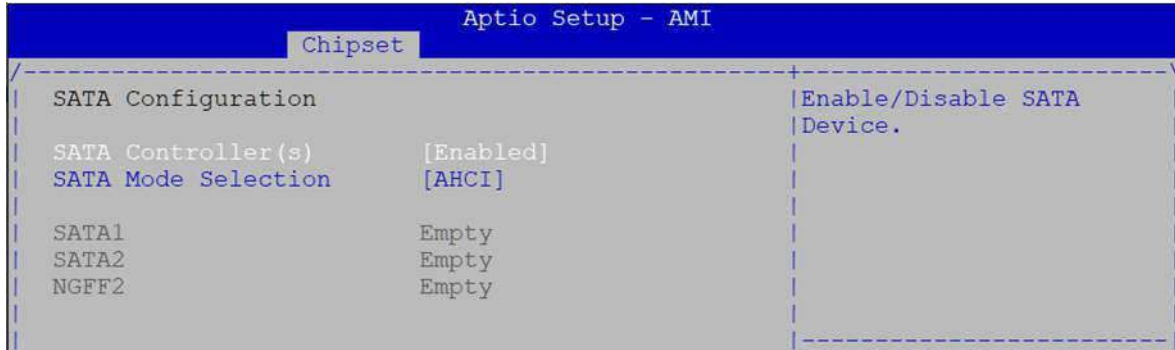 Aptio Setup - AMI
Chipset
SATA Configuration
SATA Controller(s) [Enabled]
SATA Mode Selection [AHCI]
SATA1 Empty
SATA2 Empty
NGFF2 Empty
Enable/Disable SATA
Device.